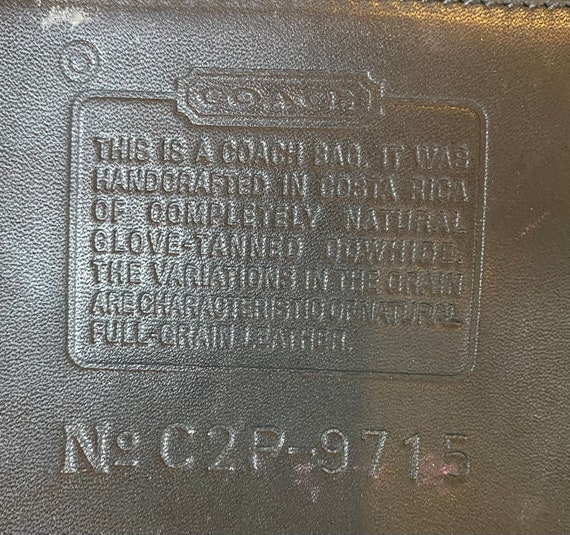 COACH
THIS IS A COACH BAG. IT WAS
HANDCRAFTED IN COSTA RICA
OF COMPLETELY NATURAL
GLOVE-TANNED COWHIDE.
THE VARIATIONS IN THE GRAIN
ARE CHARACTERISTIC OF NATURAL
FULL-GRAIN LEATHER.
No C2P-9715